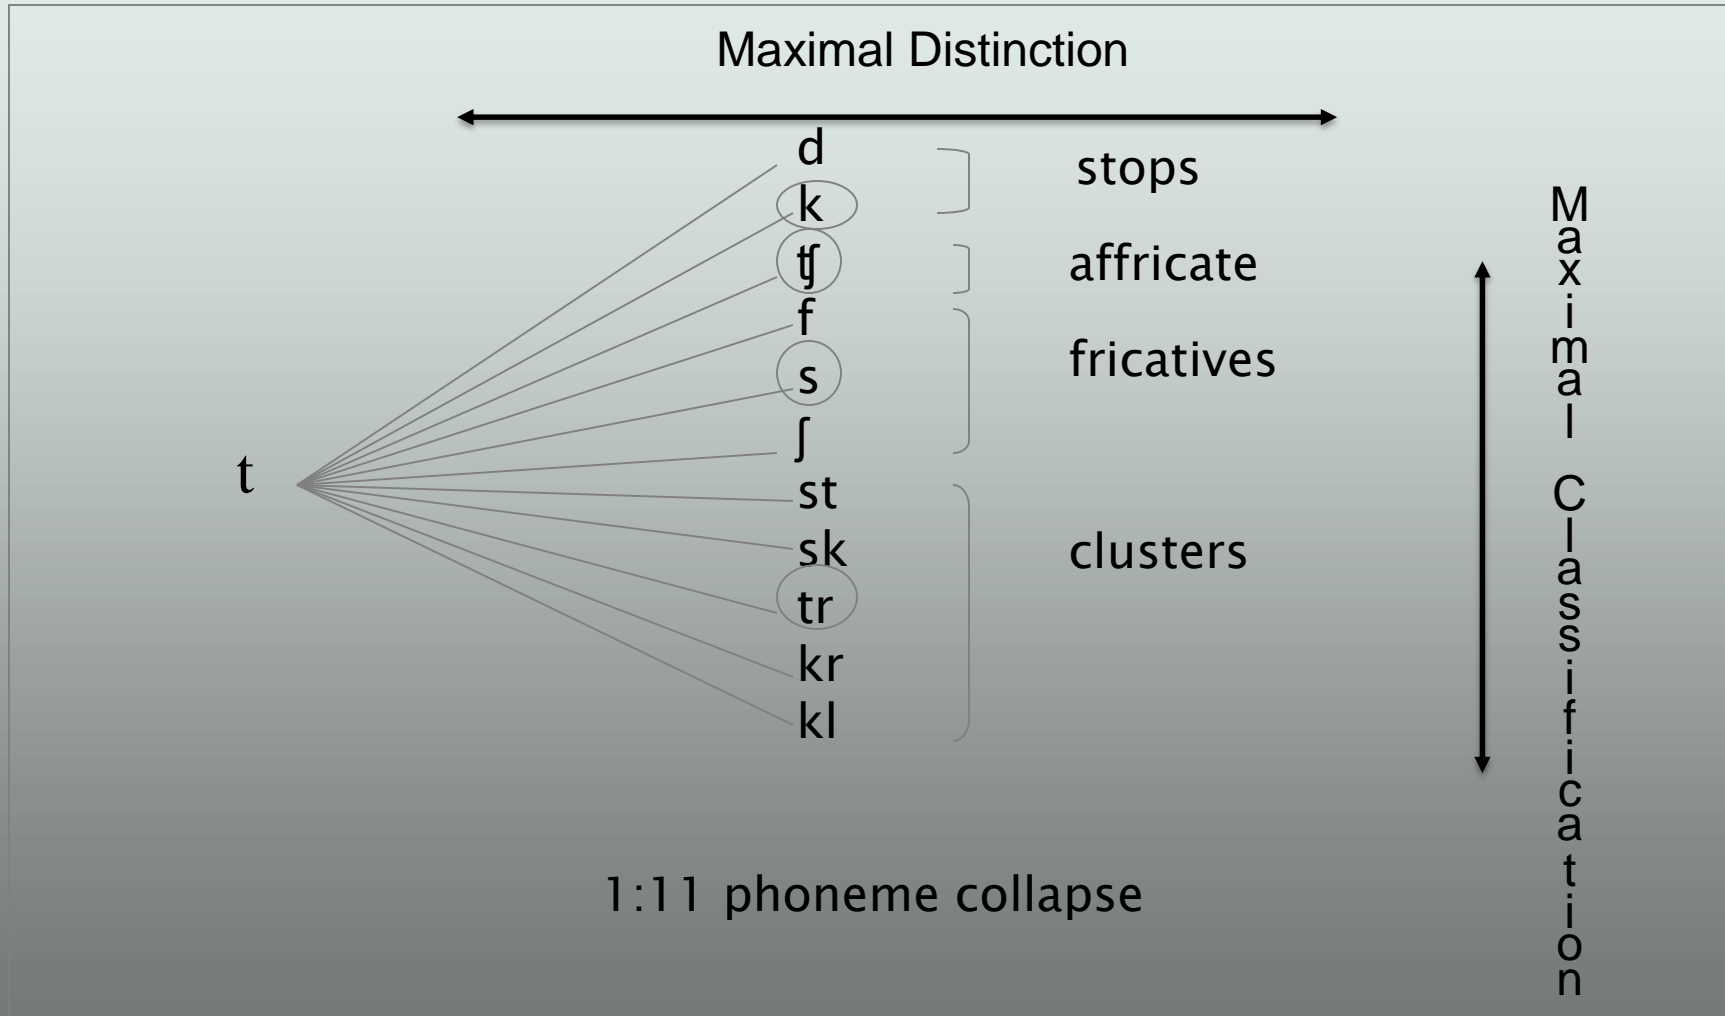 Maximal Distinction
d
k
ʧ
f
s
ʃ
st
sk
tr
kr
kl
t
stops
affricate
fricatives
clusters
Maximal Classification
1:11 phoneme collapse